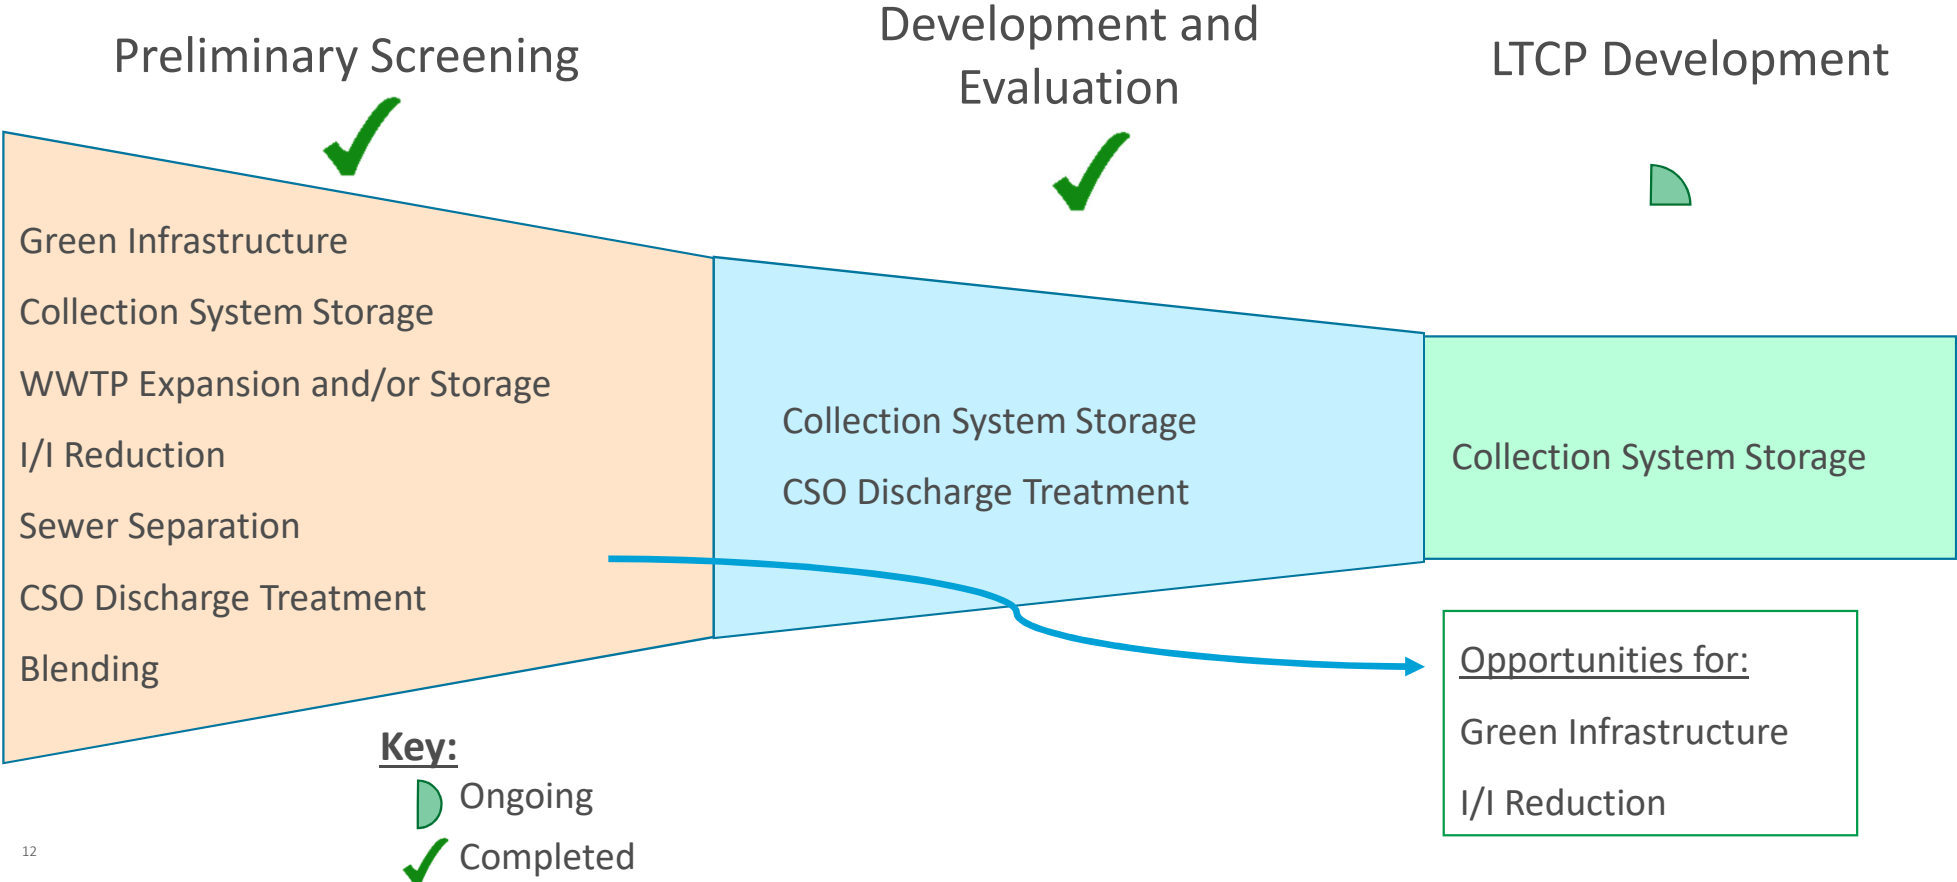 Preliminary Screening
Development and
Evaluation
LTCP Development
Green Infrastructure
Collection System Storage
WWTP Expansion and/or Storage
I/I Reduction
Sewer Separation
CSO Discharge Treatment
Blending
Collection System Storage
CSO Discharge Treatment
Collection System Storage
Opportunities for:
Green Infrastructure
I/I Reduction
Key:
Ongoing
Completed
12